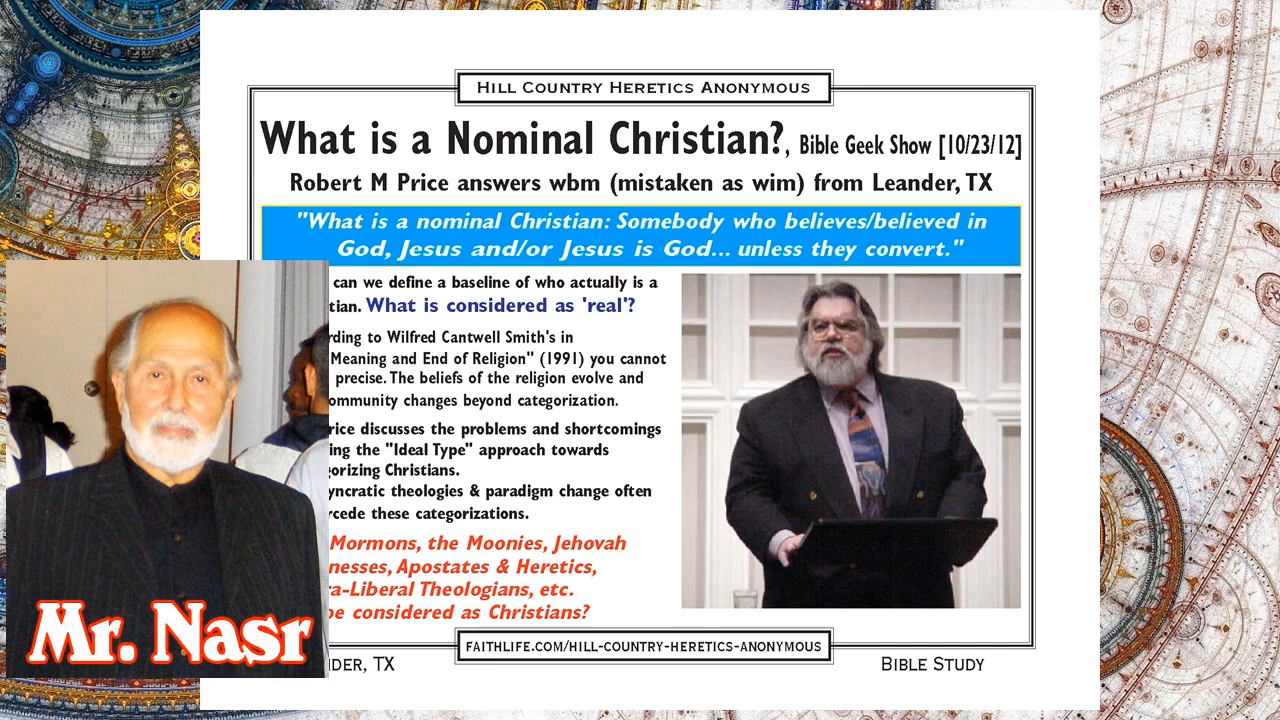 HILL COUNTRY HERETICS ANONYMOUS
What is a Nominal Christian?, Bible Geek Show [10/23/12]
Robert M Price answers wbm (mistaken as wim) from Leander, TX
"What is a nominal Christian: Somebody who believes/believed in
God, Jesus and/or Jesus is God... unless they convert."
can we define a baseline of who actually is a
tian. What is considered as 'real'?
rding to Wilfred Cantwell Smith's in
Meaning and End of Religion" (1991) you cannot
precise. The beliefs of the religion evolve and
ommunity changes beyond categorization.
rice discusses the problems and shortcomings
ing the "Ideal Type" approach towards
gorizing Christians.
yncratic theologies & paradigm change often
rcede these categorizations.
Mormons, the Moonies, Jehovah
nesses, Apostates & Heretics,
ra-Liberal Theologians, etc.
be considered as Christians?
Mr. Nasr
FAITHLIFE.COM/HILL-COUNTRY-HERETICS-ANONYMOUS
NDER, TX
BIBLE STUDY